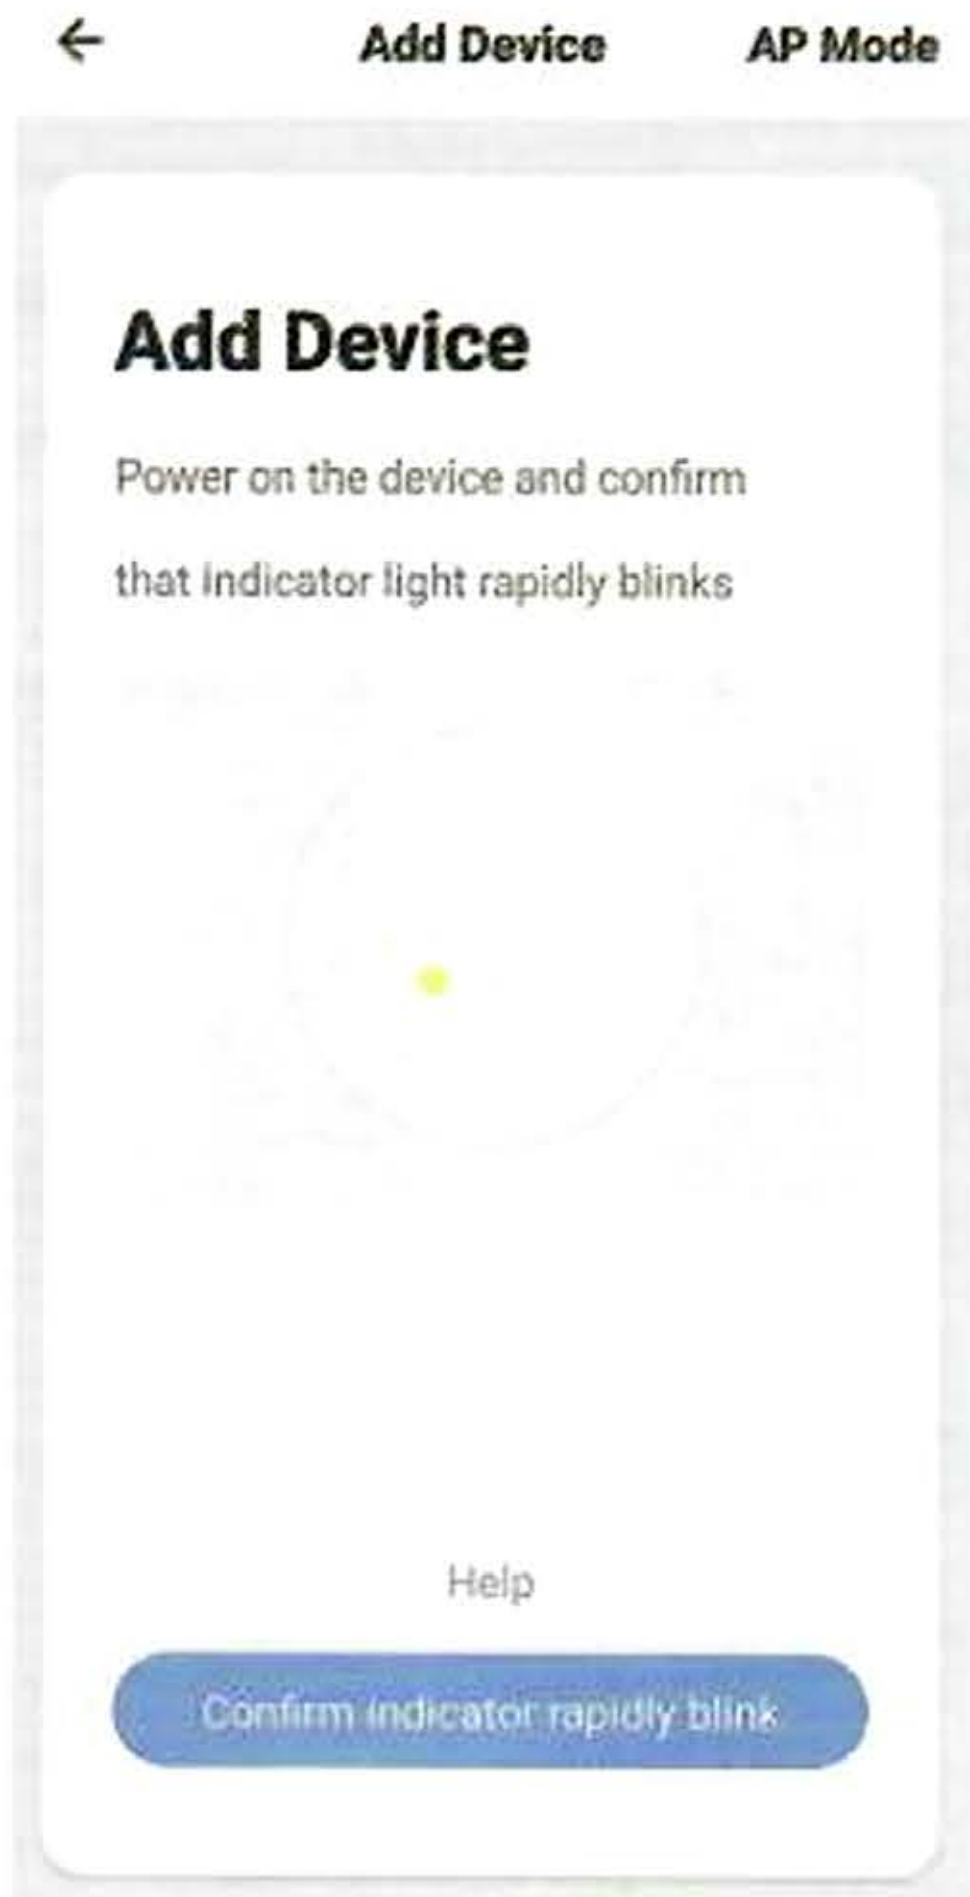 Add Device AP Mode
Add Device
Power on the device and confirm
that indicator light rapidly blinks
Help
Confirm indicator rapidly blink